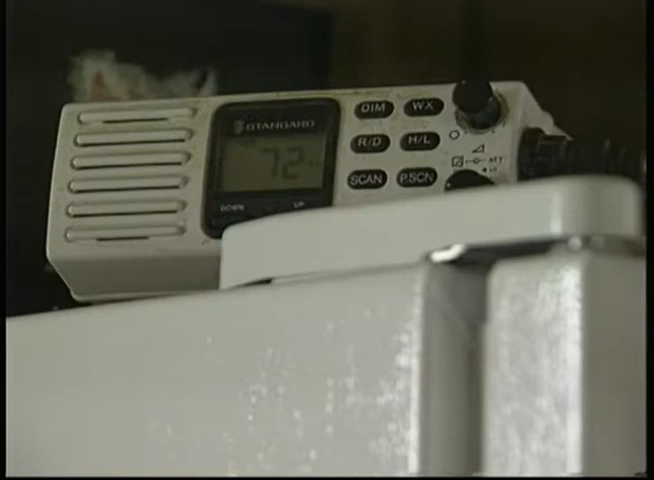 DIM WX
STANDARD
R/D H/L
72
SCAN P.SCN
DOWN UP